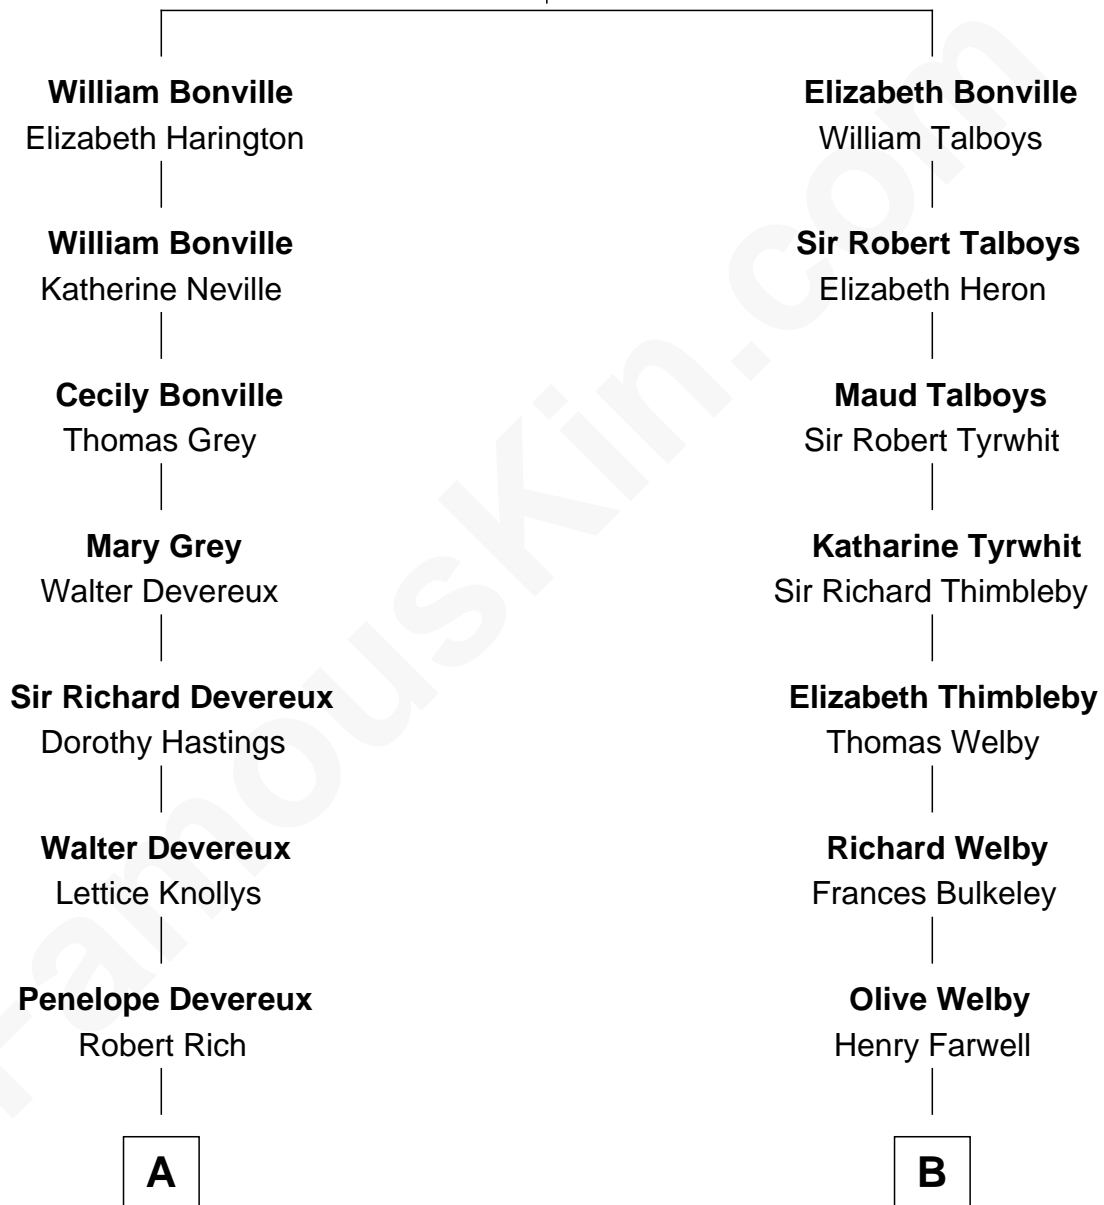 William Bonville
Elizabeth Harington
William Bonville
Katherine Neville
Cecily Bonville
Thomas Grey
Mary Grey
Walter Devereux
Sir Richard Devereux
Dorothy Hastings
Walter Devereux
Lettice Knollys
Penelope Devereux
Robert Rich
A
Elizabeth Bonville
William Talboys
Sir Robert Talboys
Elizabeth Heron
Maud Talboys
Sir Robert Tyrwhit
Katharine Tyrwhit
Sir Richard Thimbleby
Elizabeth Thimbleby
Thomas Welby
Richard Welby
Frances Bulkeley
Olive Welby
Henry Farwell
B
FamousKin.com